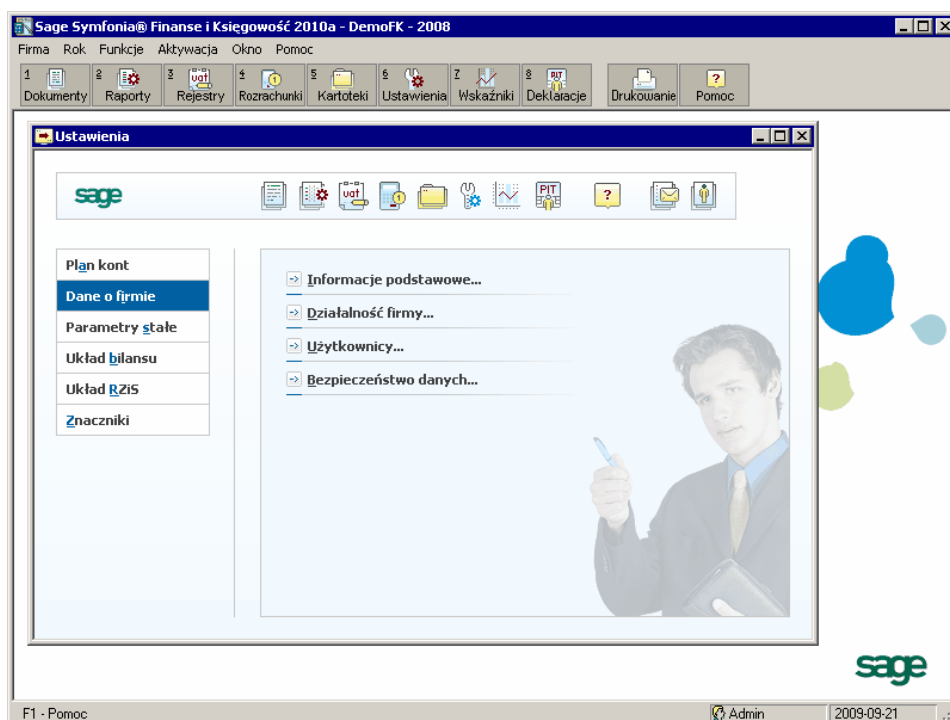 Sage Symfonia® Finanse i Księgowość 2010a - DemoFK - 2008
Firma Rok Funkcje Aktywacja Okno Pomoc
1 2 3 4 5 6 7 8
Dokumenty Raporty Rejestry Rozrachunki Kartoteki Ustawienia Wskaźniki Deklaracje Drukowanie Pomoc
Ustawienia
sage
vat
PIT
Plan kont
Dane o firmie
Parametry stałe
Układ bilansu
Układ RZiS
Znaczniki
Informacje podstawowe...
Działalność firmy...
Użytkownicy...
Bezpieczeństwo danych...
sage
F1 - Pomoc Admin 2009-09-21